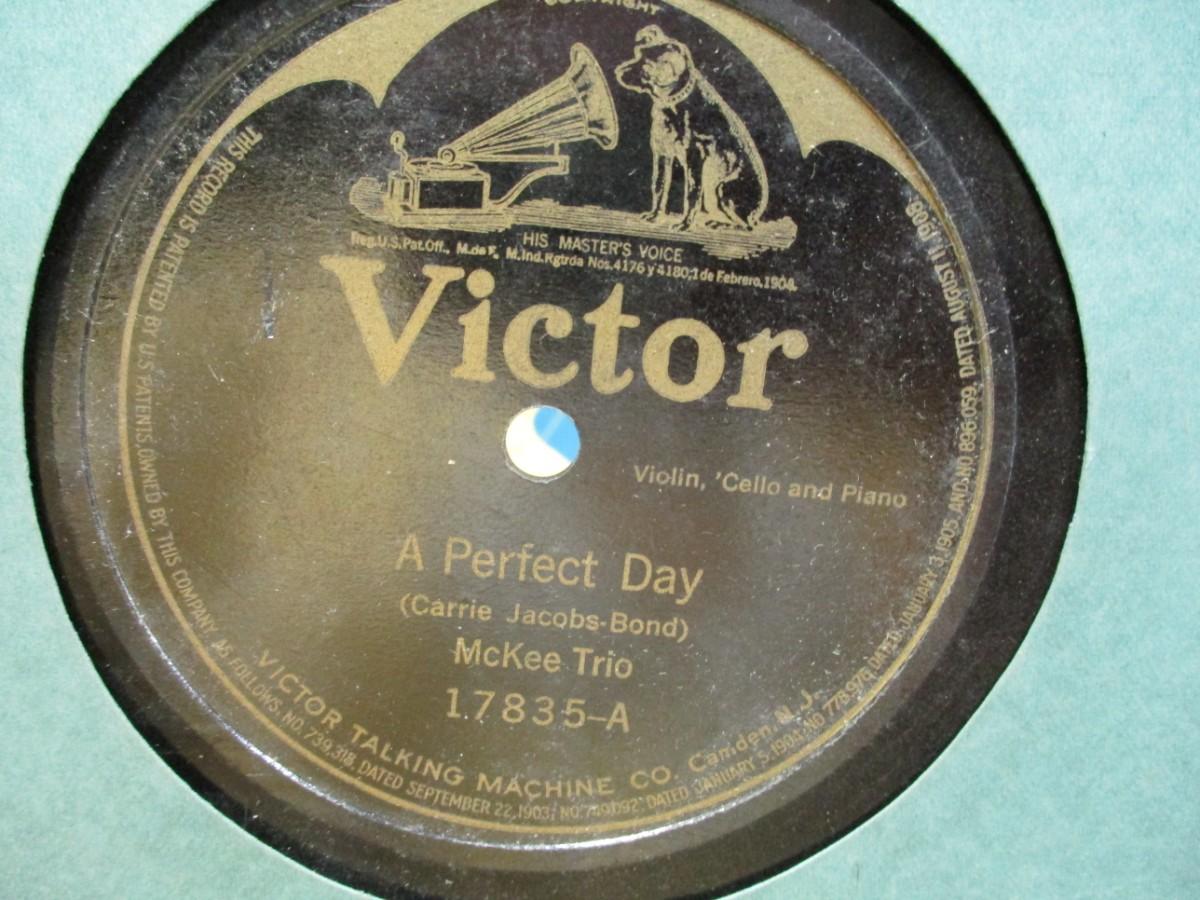 COPYRIGHT
HIS MASTER'S VOICE
Reg.U.S.Pat.Off., M.de F. M.Ind.Rgtrda Nos.4176 y 4180,1 de Febrero,1904.
Victor
Violin, 'Cello and Piano
A Perfect Day
(Carrie Jacobs-Bond)
McKee Trio
17835–A
VICTOR TALKING MACHINE CO. Camden, N. J.
THIS RECORD IS PATENTED BY U.S. PATENTS, OWNED BY THIS COMPANY, AS FOLLOWS, NO. 739,318, DATED SEPTEMBER 22,1903; NO.749,092, DATED JANUARY 5,1904, NO 778,976, DATED JANUARY 3,1905, AND NO. 896,059, DATED AUGUST 11, 1908